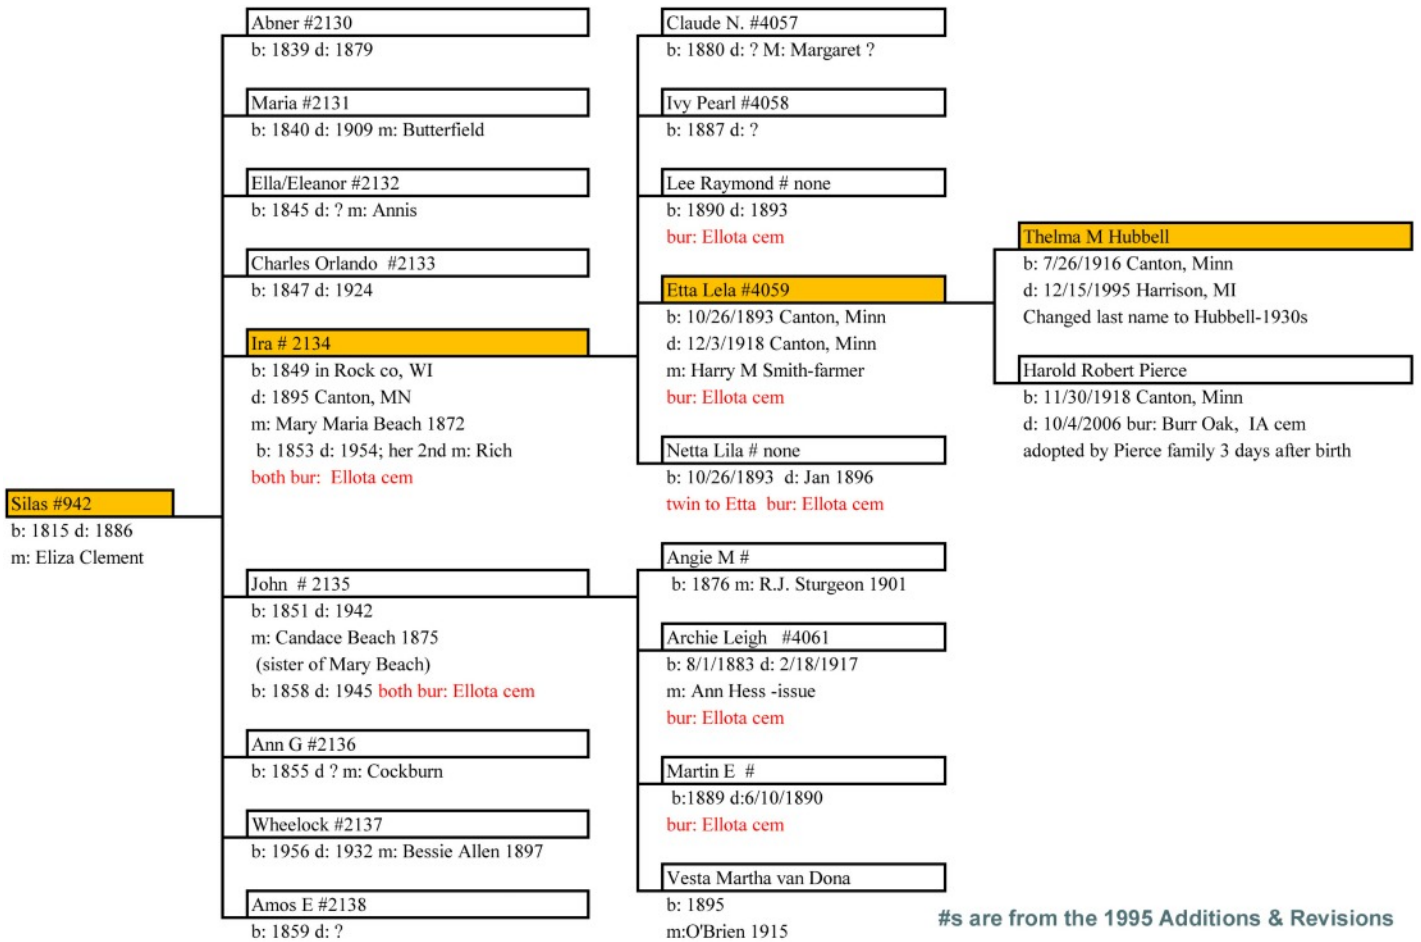 Silas #942
b: 1815 d: 1886
m: Eliza Clement
Abner #2130
b: 1839 d: 1879
Maria #2131
b: 1840 d: 1909 m: Butterfield
Ella/Eleanor #2132
b: 1845 d: ? m: Annis
Charles Orlando #2133
b: 1847 d: 1924
Ira # 2134
b: 1849 in Rock co, WI
d: 1895 Canton, MN
m: Mary Maria Beach 1872
b: 1853 d: 1954; her 2nd m: Rich
both bur: Ellota cem
John # 2135
b: 1851 d: 1942
m: Candace Beach 1875
(sister of Mary Beach)
b: 1858 d: 1945 both bur: Ellota cem
Ann G #2136
b: 1855 d ? m: Cockburn
Wheelock #2137
b: 1956 d: 1932 m: Bessie Allen 1897
Amos E #2138
b: 1859 d: ?
Claude N. #4057
b: 1880 d: ? M: Margaret ?
Ivy Pearl #4058
b: 1887 d: ?
Lee Raymond # none
b: 1890 d: 1893
bur: Ellota cem
Etta Lela #4059
b: 10/26/1893 Canton, Minn
d: 12/3/1918 Canton, Minn
m: Harry M Smith-farmer
bur: Ellota cem
Netta Lila # none
b: 10/26/1893 d: Jan 1896
twin to Etta bur: Ellota cem
Angie M #
b: 1876 m: R.J. Sturgeon 1901
Archie Leigh #4061
b: 8/1/1883 d: 2/18/1917
m: Ann Hess -issue
bur: Ellota cem
Martin E #
b:1889 d:6/10/1890
bur: Ellota cem
Vesta Martha van Dona
b: 1895
m:O'Brien 1915
Thelma M Hubbell
b: 7/26/1916 Canton, Minn
d: 12/15/1995 Harrison, MI
Changed last name to Hubbell-1930s
Harold Robert Pierce
b: 11/30/1918 Canton, Minn
d: 10/4/2006 bur: Burr Oak, IA cem
adopted by Pierce family 3 days after birth
#s are from the 1995 Additions & Revisions